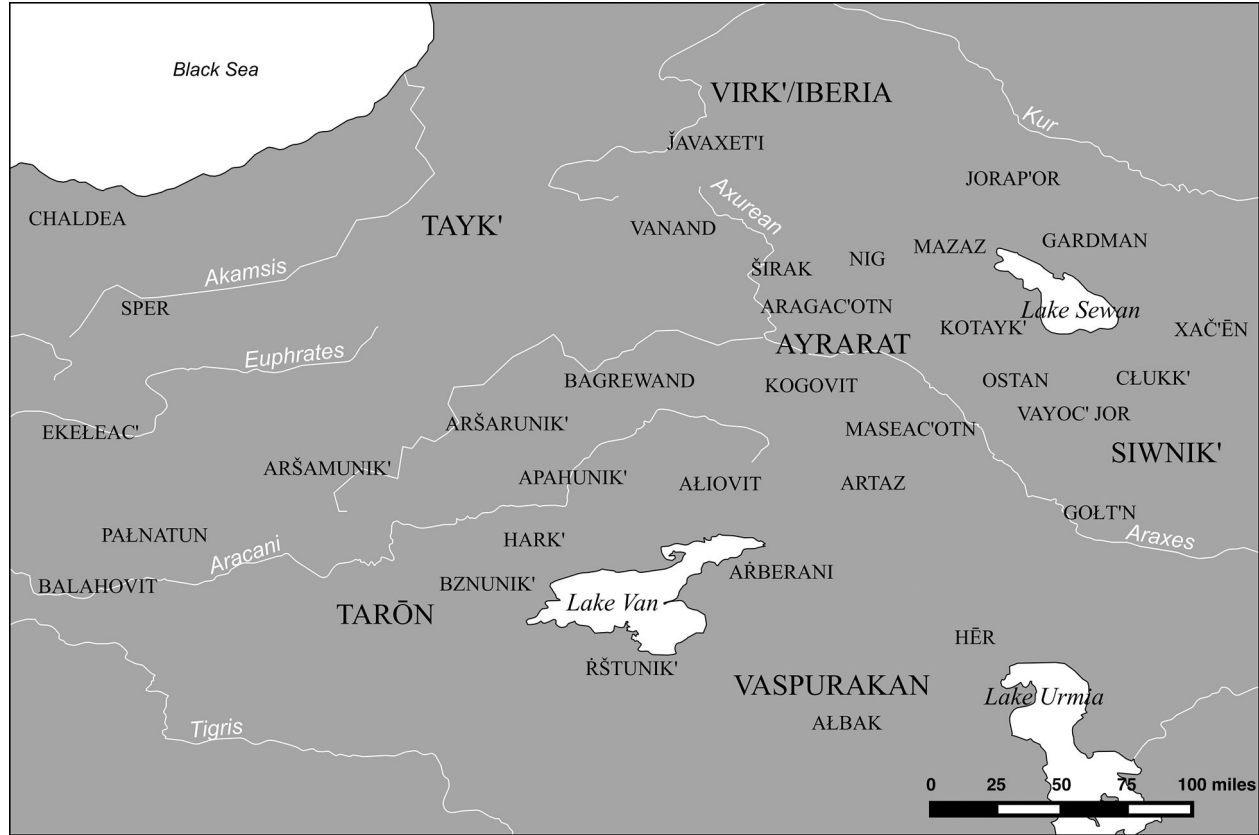 Black Sea
VIRK'/IBERIA
Kur
J̌AVAXET'I
JORAP'OR
Axurean
CHALDEA
TAYK'
VANAND
MAZAZ
GARDMAN
Akamsis
ŠIRAK
NIG
SPER
ARAGAC'OTN
Lake Sewan
KOTAYK'
XAČ'ĒN
Euphrates
AYRARAT
BAGREWAND
KOGOVIT
OSTAN
CŁUKK'
VAYOC' JOR
EKEŁEAC'
ARŠARUNIK'
MASEAC'OTN
SIWNIK'
ARŠAMUNIK'
APAHUNIK'
AŁIOVIT
ARTAZ
GOŁT'N
PAŁNATUN
Aracani
HARK'
Araxes
BALAHOVIT
BZNUNIK'
AṘBERANI
Lake Van
TARŌN
HĒR
ṘŠTUNIK'
VASPURAKAN
Lake Urmia
AŁBAK
Tigris
0 25 50 75 100 miles